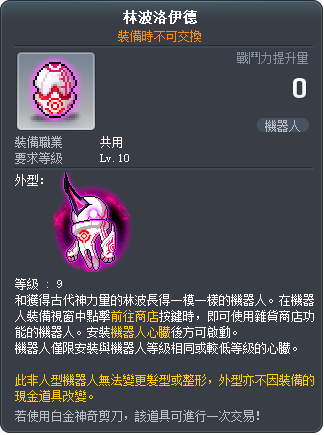 林波洛伊德
裝備時不可交換
戰鬥力提升量
0
機器人
裝備職業 共用
要求等級 Lv. 10
外型:
等級 : 9
和獲得古代神力量的林波長得一模一樣的機器人。在機器
人裝備視窗中點擊前往商店按鍵時，即可使用雜貨商店功
能的機器人。安裝機器人心臟後方可啟動。
機器人僅限安裝與機器人等級相同或較低等級的心臟。
此非人型機器人無法變更髮型或整形，外型亦不因裝備的
現金道具改變。
若使用白金神奇剪刀，該道具可進行一次交易!